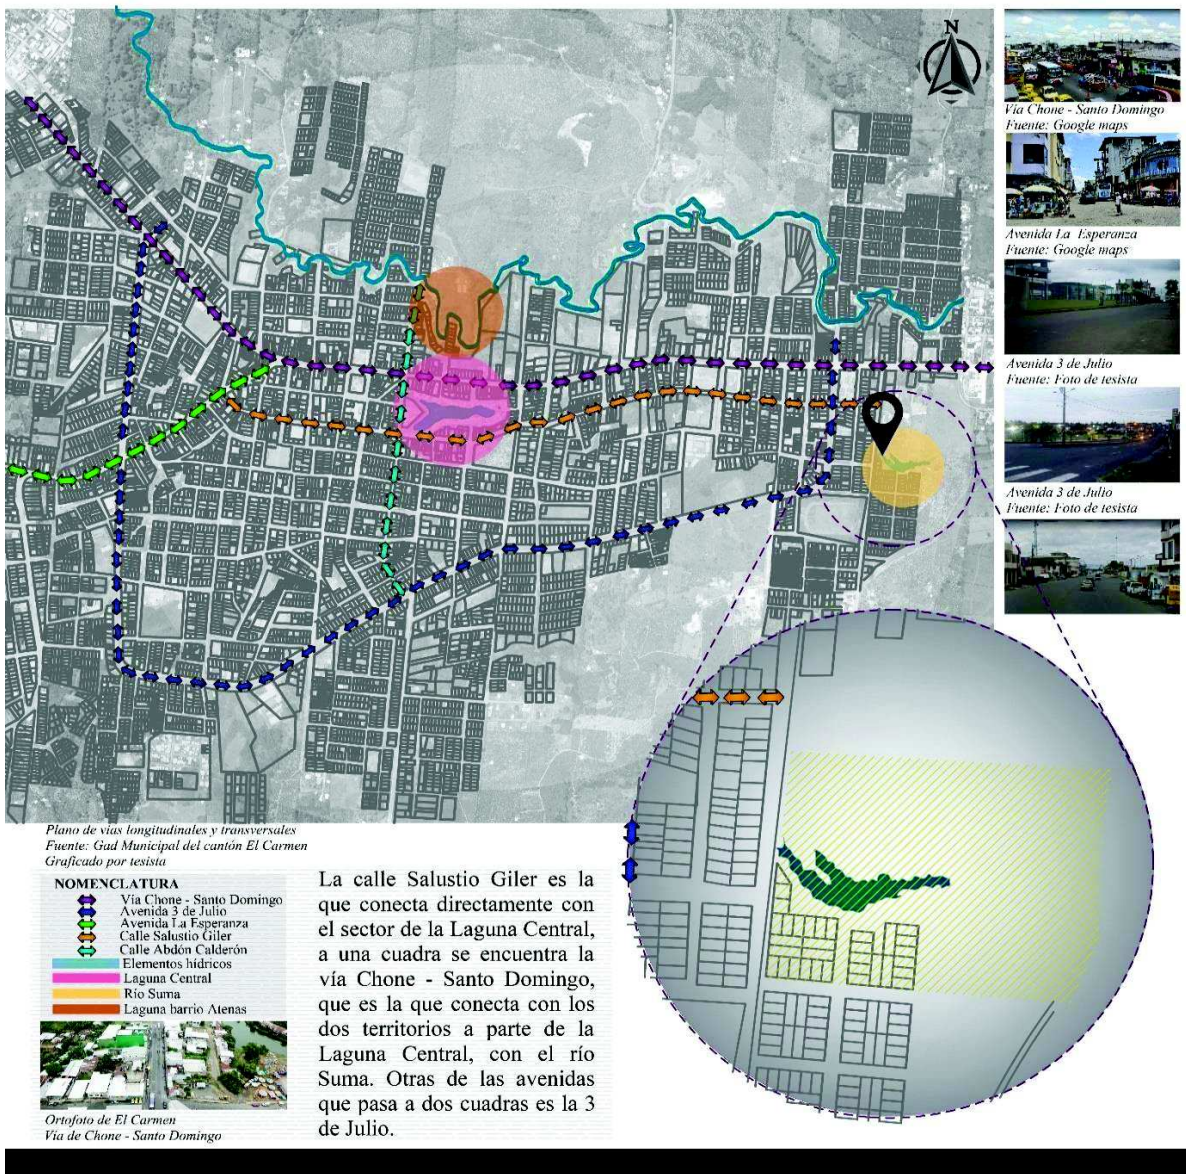 N
Vía Chone - Santo Domingo
Fuente: Google maps
Avenida La Esperanza
Fuente: Google maps
Avenida 3 de Julio
Fuente: Foto de tesista
Avenida 3 de Julio
Fuente: Foto de tesista
Plano de vías longitudinales y transversales
Fuente: Gad Municipal del cantón El Carmen
Graficado por tesista
NOMENCLATURA
Vía Chone - Santo Domingo
Avenida 3 de Julio
Avenida La Esperanza
Calle Salustio Giler
Calle Abdón Calderón
Elementos hídricos
Laguna Central
Río Suma
Laguna barrio Atenas
Ortofoto de El Carmen
Vía de Chone - Santo Domingo
La calle Salustio Giler es la
que conecta directamente con
el sector de la Laguna Central,
a una cuadra se encuentra la
vía Chone - Santo Domingo,
que es la que conecta con los
dos territorios a parte de la
Laguna Central, con el río
Suma. Otras de las avenidas
que pasa a dos cuadras es la 3
de Julio.